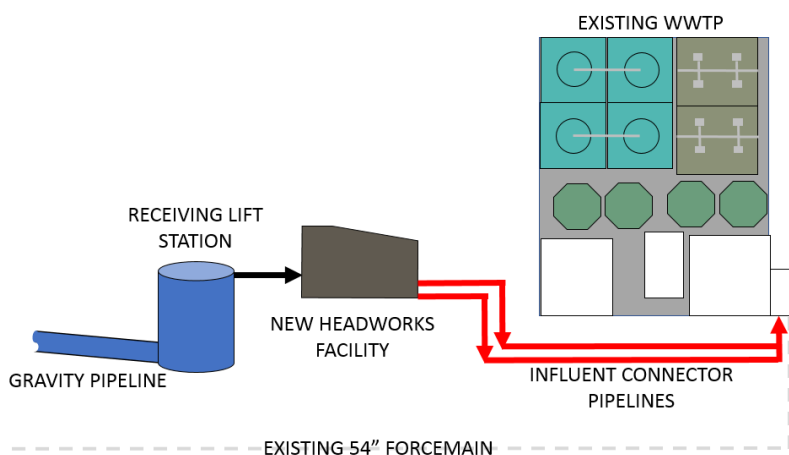 EXISTING WWTP
RECEIVING LIFT
STATION
NEW HEADWORKS
FACILITY
GRAVITY PIPELINE
INFLUENT CONNECTOR
PIPELINES
EXISTING 54” FORCEMAIN